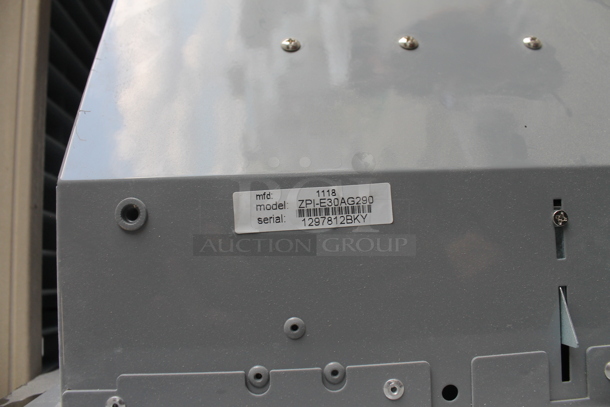 mfd: 1118
model: ZPI-E30AG290
serial: 1297812BKY
AUCTION GROUP